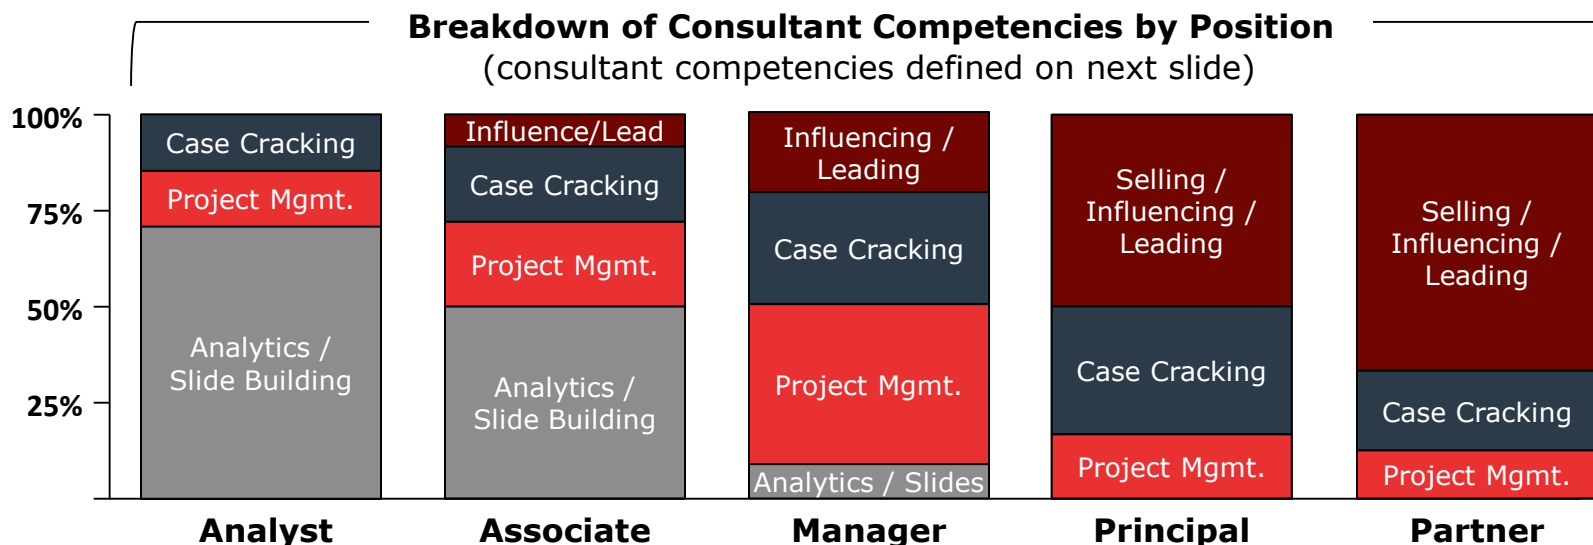 Breakdown of Consultant Competencies by Position
(consultant competencies defined on next slide)
100%
75%
50%
25%
Case Cracking
Project Mgmt.
Analytics /
Slide Building
Analyst
Influence/Lead
Case Cracking
Project Mgmt.
Analytics /
Slide Building
Associate
Influencing /
Leading
Case Cracking
Project Mgmt.
Analytics / Slides
Manager
Selling /
Influencing /
Leading
Case Cracking
Project Mgmt.
Principal
Selling /
Influencing /
Leading
Case Cracking
Project Mgmt.
Partner